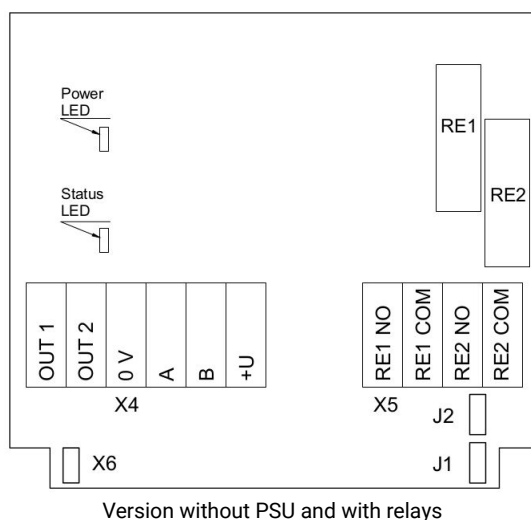 Power
LED
Status
LED
RE1
RE2
OUT 1
OUT 2
0 V
A
B
+U
X4
RE1 NO
RE1 COM
RE2 NO
RE2 COM
X5
J2
X6
J1
Version without PSU and with relays